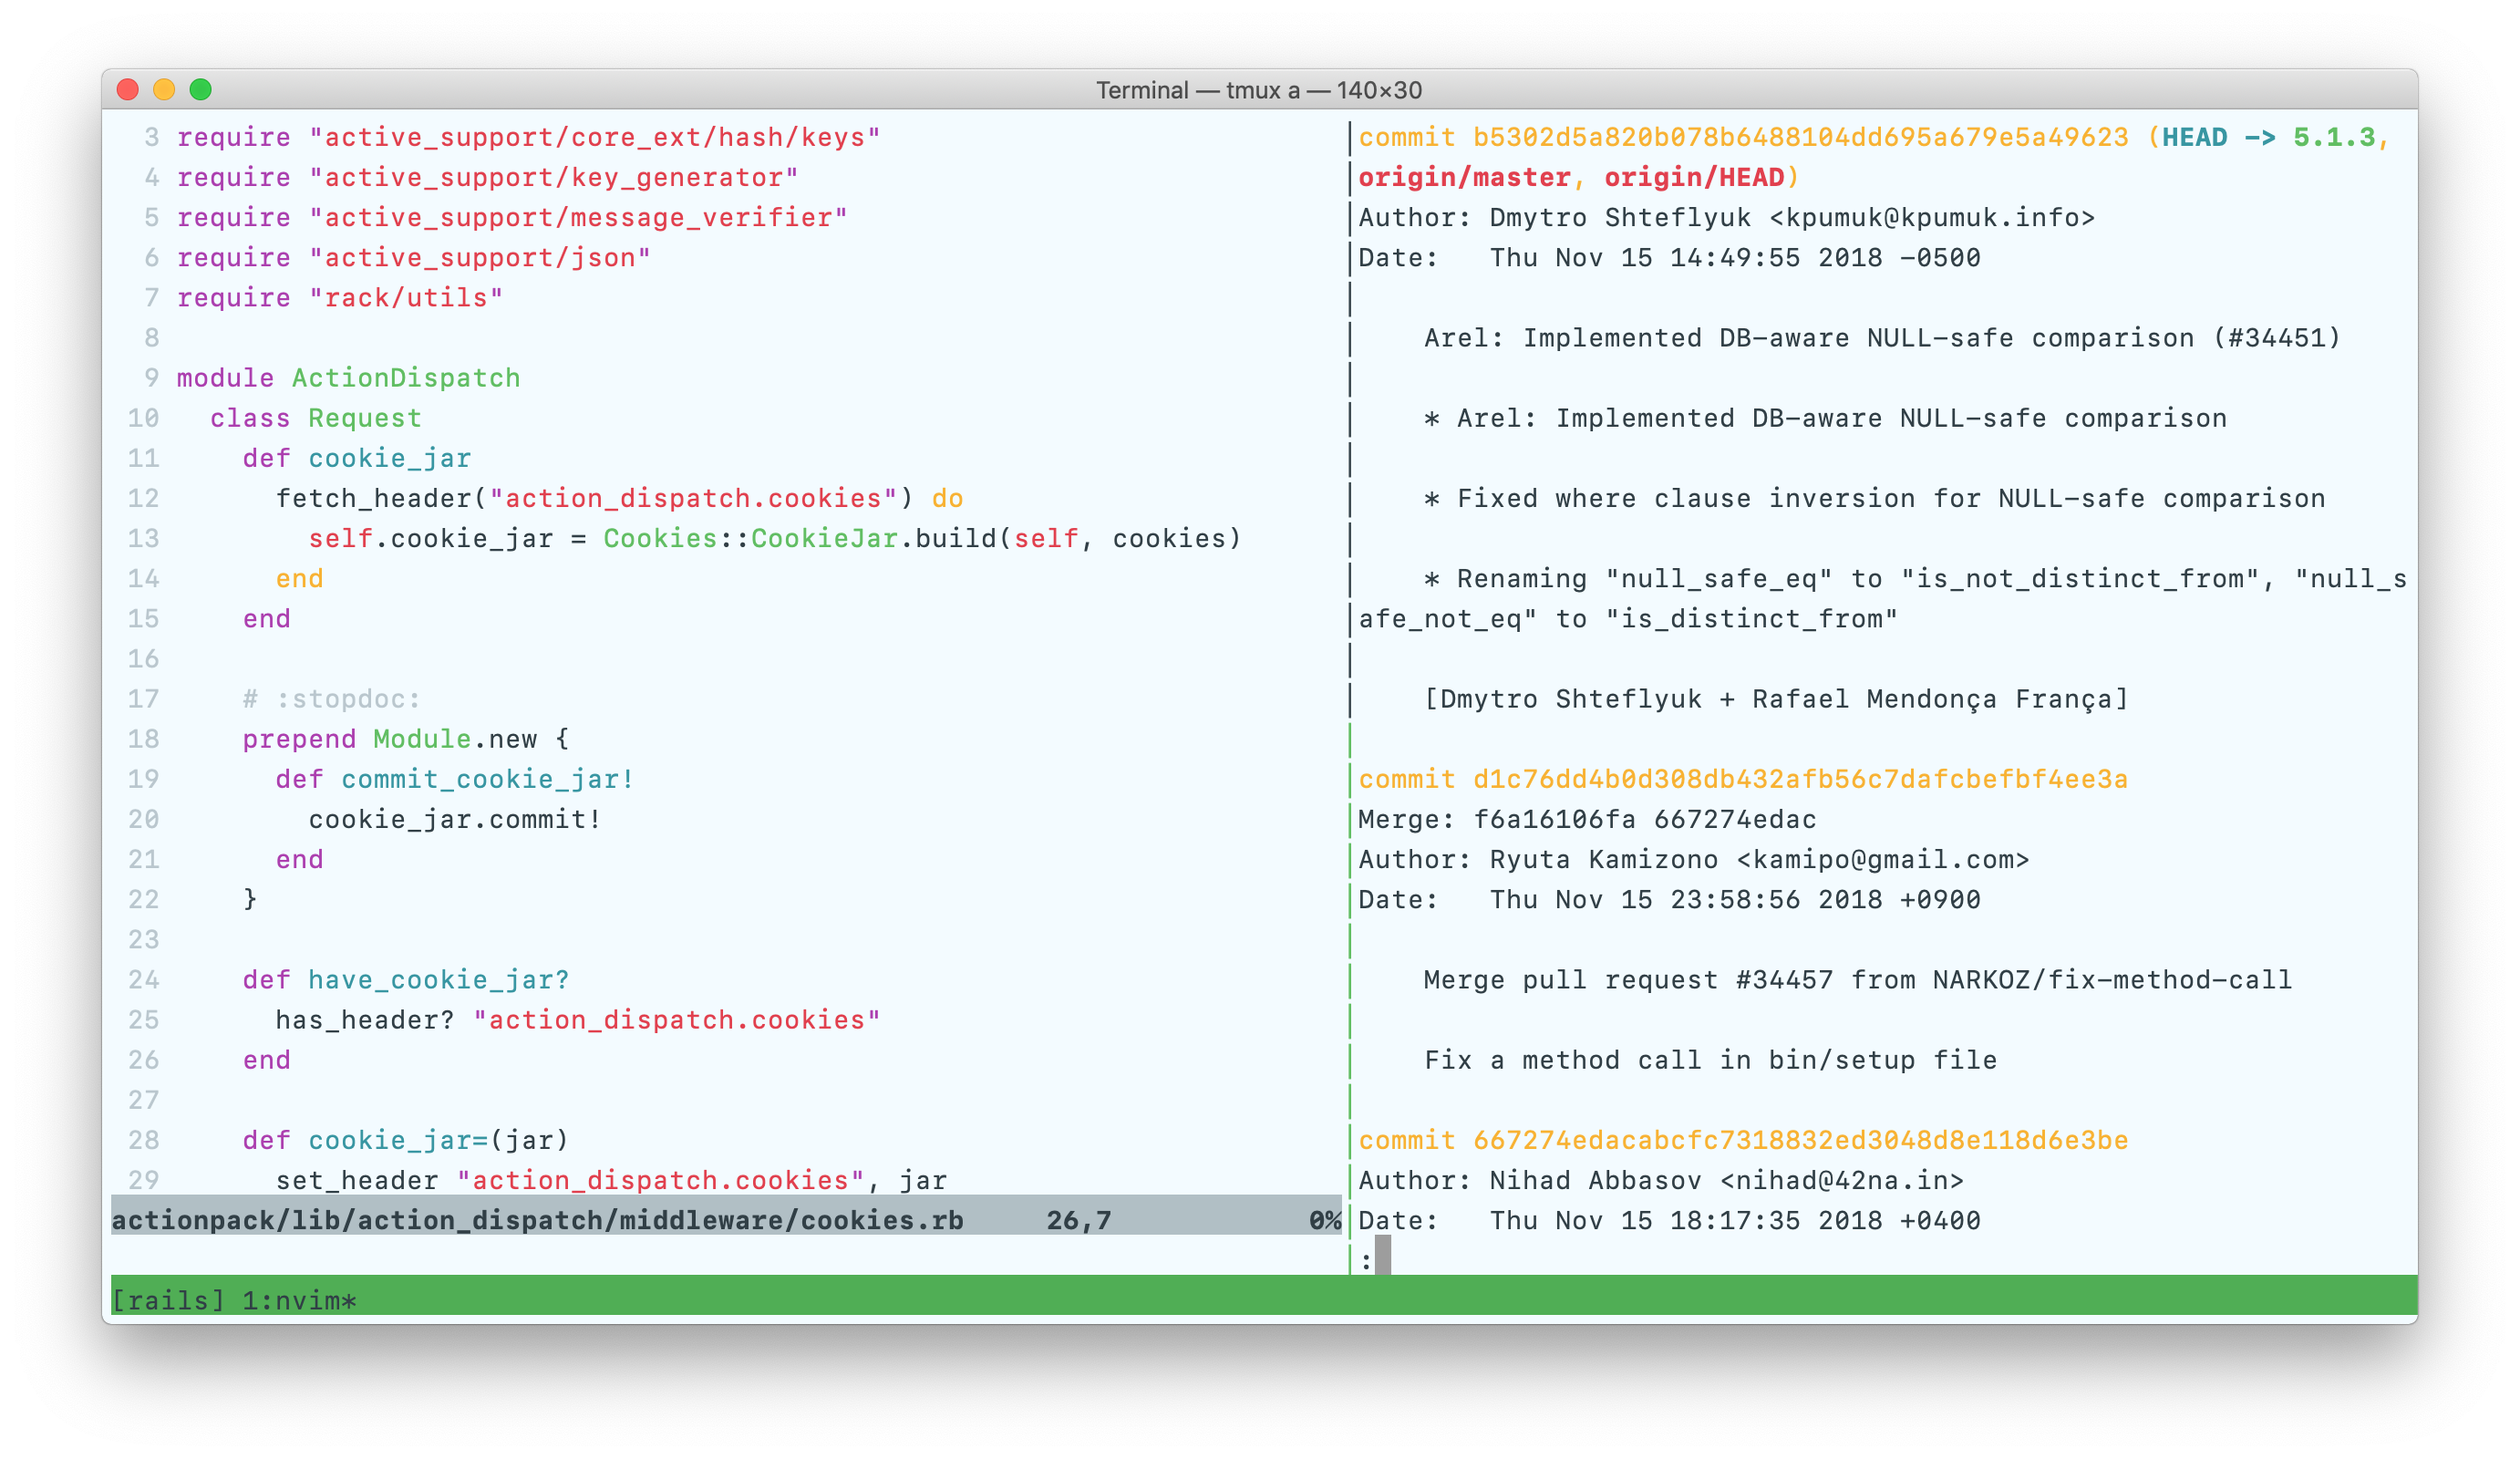 Terminal — tmux a — 140×30
3 require "active_support/core_ext/hash/keys"
4 require "active_support/key_generator"
5 require "active_support/message_verifier"
6 require "active_support/json"
7 require "rack/utils"
8
9 module ActionDispatch
10   class Request
11     def cookie_jar
12       fetch_header("action_dispatch.cookies") do
13         self.cookie_jar = Cookies::CookieJar.build(self, cookies)
14       end
15     end
16
17     # :stopdoc:
18     prepend Module.new {
19       def commit_cookie_jar!
20         cookie_jar.commit!
21       end
22     }
23
24     def have_cookie_jar?
25       has_header? "action_dispatch.cookies"
26     end
27
28     def cookie_jar=(jar)
29       set_header "action_dispatch.cookies", jar
actionpack/lib/action_dispatch/middleware/cookies.rb     26,7            0%
commit b5302d5a820b078b6488104dd695a679e5a49623 (HEAD -> 5.1.3,
origin/master, origin/HEAD)
Author: Dmytro Shteflyuk <kpumuk@kpumuk.info>
Date:   Thu Nov 15 14:49:55 2018 -0500
    Arel: Implemented DB-aware NULL-safe comparison (#34451)
    * Arel: Implemented DB-aware NULL-safe comparison
    * Fixed where clause inversion for NULL-safe comparison
    * Renaming "null_safe_eq" to "is_not_distinct_from", "null_s
afe_not_eq" to "is_distinct_from"
    [Dmytro Shteflyuk + Rafael Mendonça França]
commit d1c76dd4b0d308db432afb56c7dafcbefbf4ee3a
Merge: f6a16106fa 667274edac
Author: Ryuta Kamizono <kamipo@gmail.com>
Date:   Thu Nov 15 23:58:56 2018 +0900
    Merge pull request #34457 from NARKOZ/fix-method-call
    Fix a method call in bin/setup file
commit 667274edacabcfc7318832ed3048d8e118d6e3be
Author: Nihad Abbasov <nihad@42na.in>
Date:   Thu Nov 15 18:17:35 2018 +0400
:
[rails] 1:nvim*